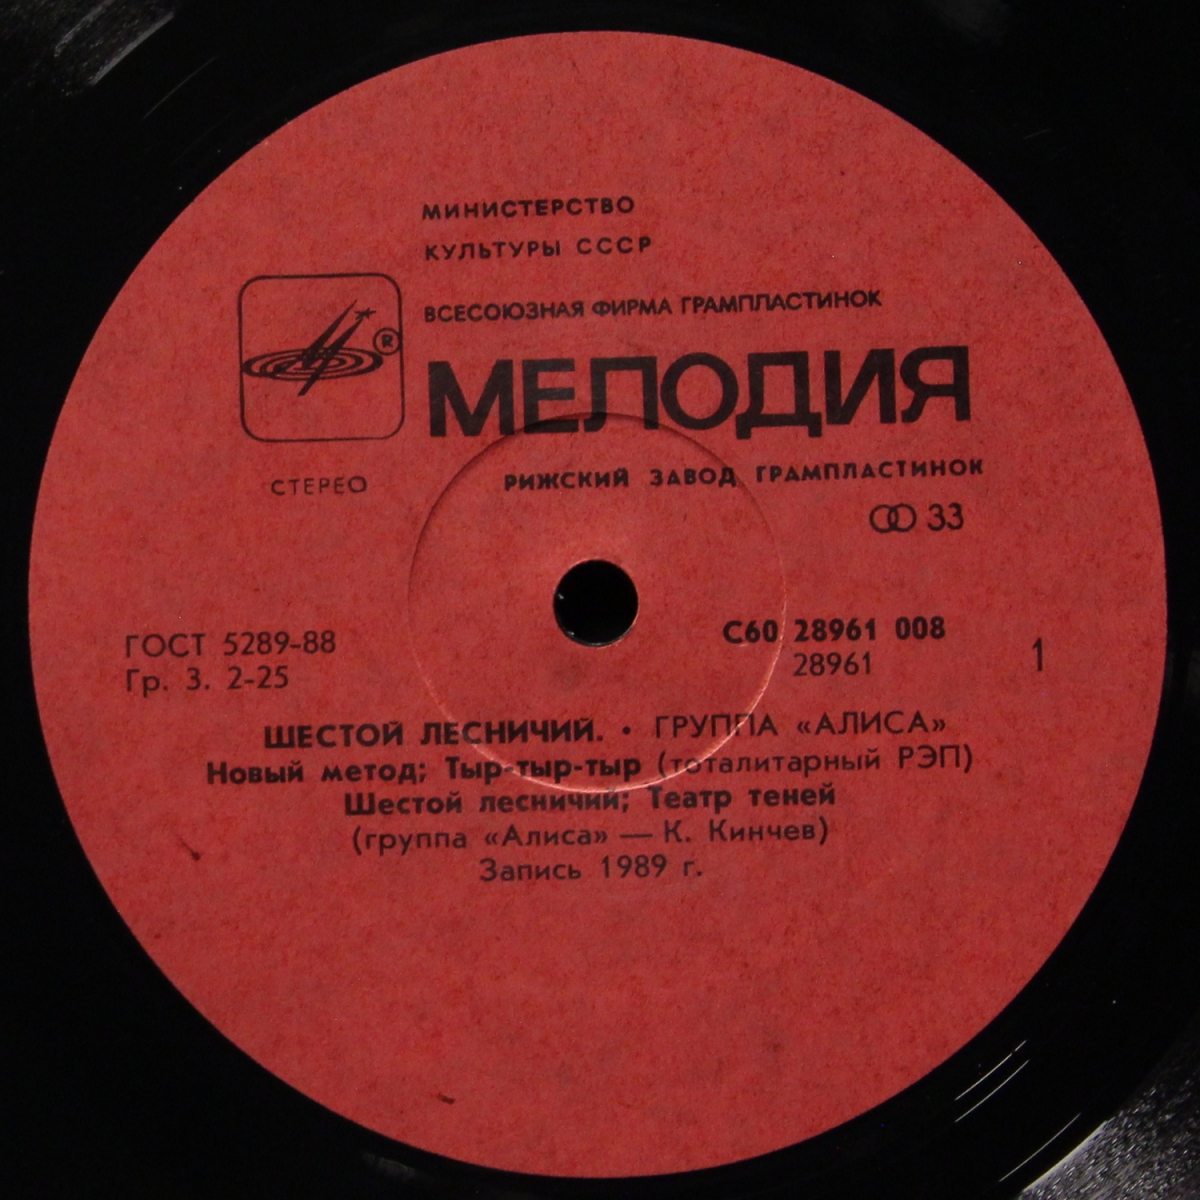 МИНИСТЕРСТВО
КУЛЬТУРЫ СССР
ВСЕСОЮЗНАЯ ФИРМА ГРАМПЛАСТИНОК
®
МЕЛОДИЯ
СТЕРЕО
РИЖСКИЙ ЗАВОД ГРАМПЛАСТИНОК
33
ГОСТ 5289-88
Гр. 3. 2-25
С60 28961 008
28961
1
ШЕСТОЙ ЛЕСНИЧИЙ. • ГРУППА «АЛИСА»
Новый метод; Тыр-тыр-тыр (тоталитарный РЭП)
Шестой лесничий; Театр теней
(группа «Алиса» — К. Кинчев)
Запись 1989 г.